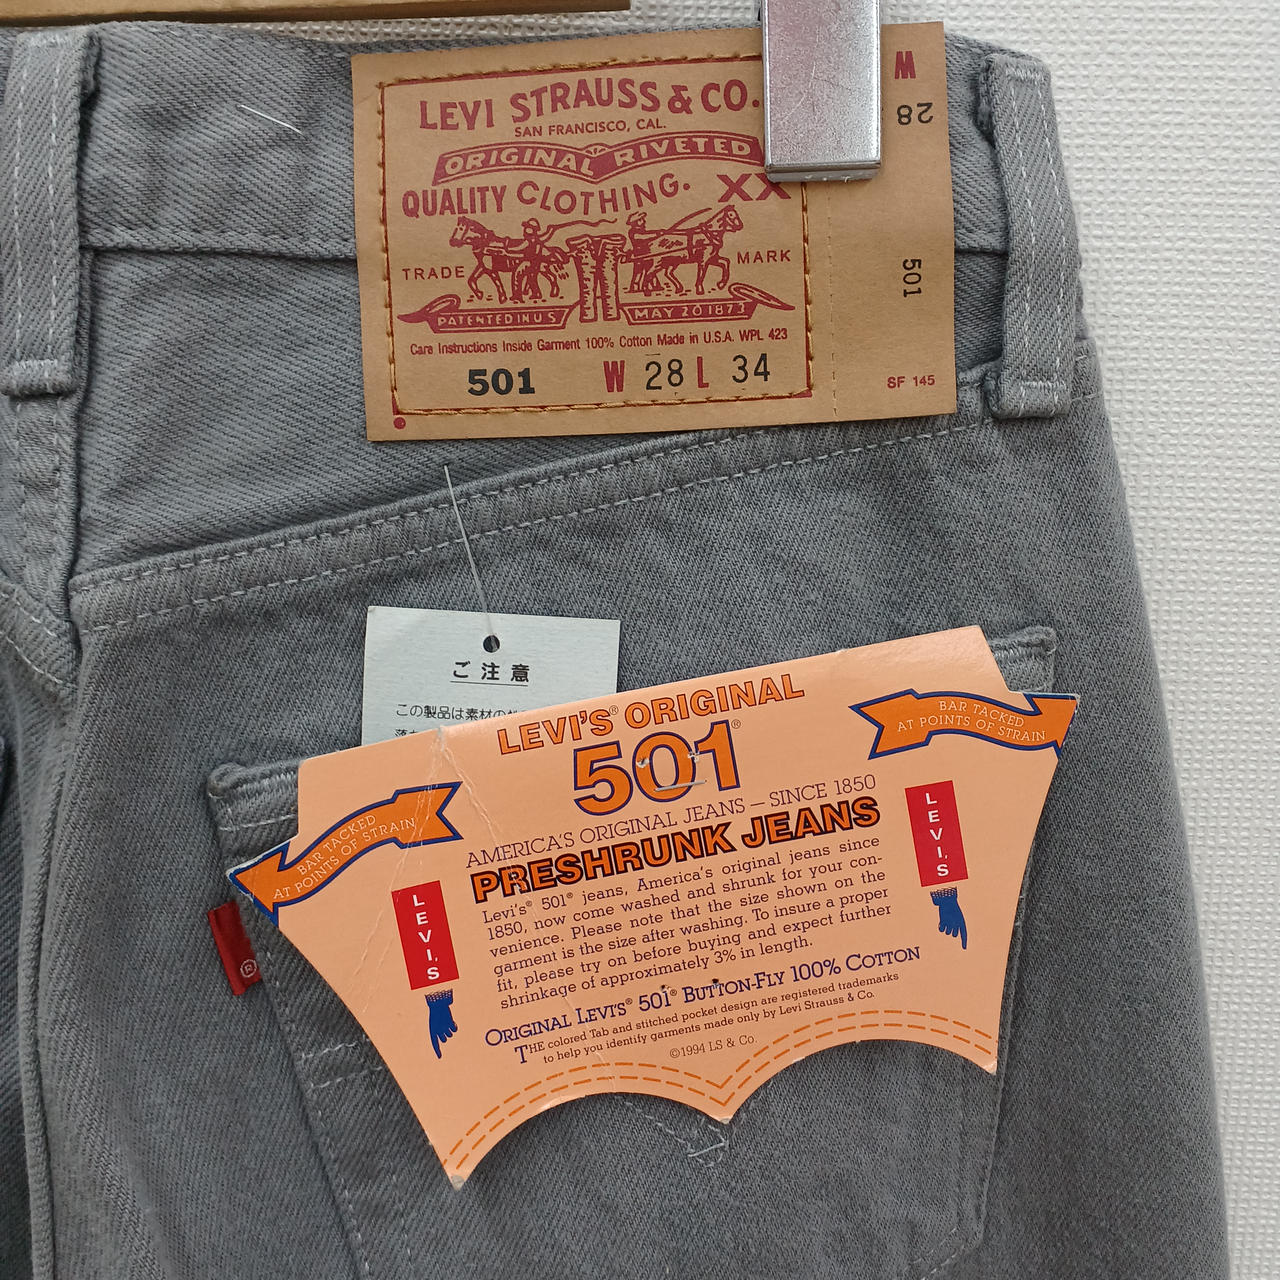 LEVI STRAUSS & CO.
SAN FRANCISCO, CAL.
ORIGINAL RIVETED
QUALITY CLOTHING. XX
TRADE MARK
PATENTED IN U S MAY 20 1873
Care Instructions Inside Garment 100% Cotton Made in U.S.A. WPL 423
501 W 28 L 34
W
28
501
SF 145
ご注意
この製品は素材の
LEVI'S® ORIGINAL
501®
AMERICA'S ORIGINAL JEANS – SINCE 1850
PRESHRUNK JEANS
Levi's® 501® jeans, America's original jeans since
1850, now come washed and shrunk for your con-
venience. Please note that the size shown on the
garment is the size after washing. To insure a proper
fit, please try on before buying and expect further
shrinkage of approximately 3% in length.
ORIGINAL LEVI'S® 501® BUTTON-FLY 100% COTTON
THE colored Tab and stitched pocket design are registered trademarks
to help you identify garments made only by Levi Strauss & Co.
©1994 LS & Co.
BAR TACKED
AT POINTS OF STRAIN
BAR TACKED
AT POINTS OF STRAIN
LEVI'S
LEVI'S
®